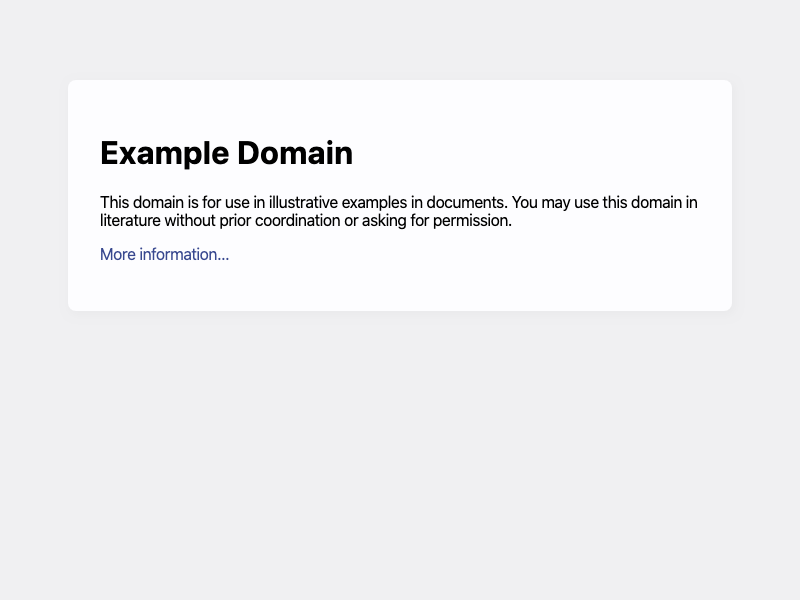 Example Domain
This domain is for use in illustrative examples in documents. You may use this domain in
literature without prior coordination or asking for permission.
More information...